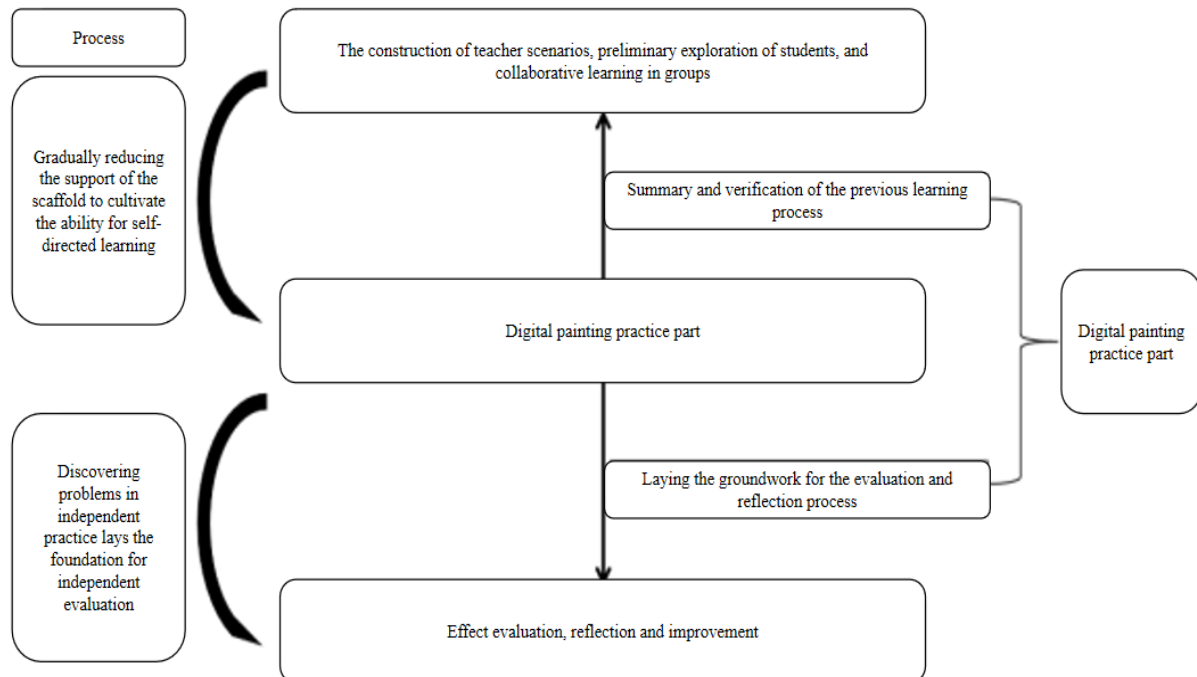 Process
The construction of teacher scenarios, preliminary exploration of students, and
collaborative learning in groups
Gradually reducing
the support of the
scaffold to cultivate
the ability for self-
directed learning
Summary and verification of the previous learning
process
Digital painting practice part
Digital painting
practice part
Discovering
problems in
independent
practice lays the
foundation for
independent
evaluation
Laying the groundwork for the evaluation and
reflection process
Effect evaluation, reflection and improvement